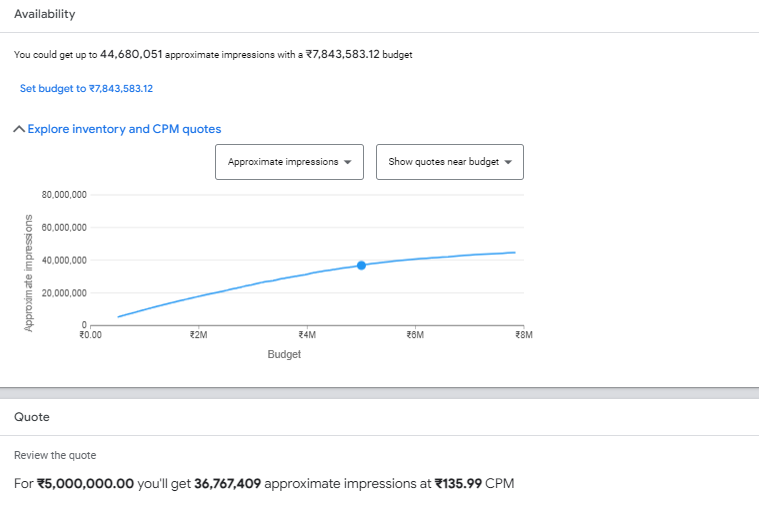 Availability
You could get up to 44,680,051 approximate impressions with a ₹7,843,583.12 budget
Set budget to ₹7,843,583.12
Explore inventory and CPM quotes
Approximate impressions
Show quotes near budget
80,000,000
60,000,000
40,000,000
20,000,000
0
Approximate impressions
₹0.00
₹2M
₹4M
₹6M
₹8M
Budget
Quote
Review the quote
For ₹5,000,000.00 you'll get 36,767,409 approximate impressions at ₹135.99 CPM